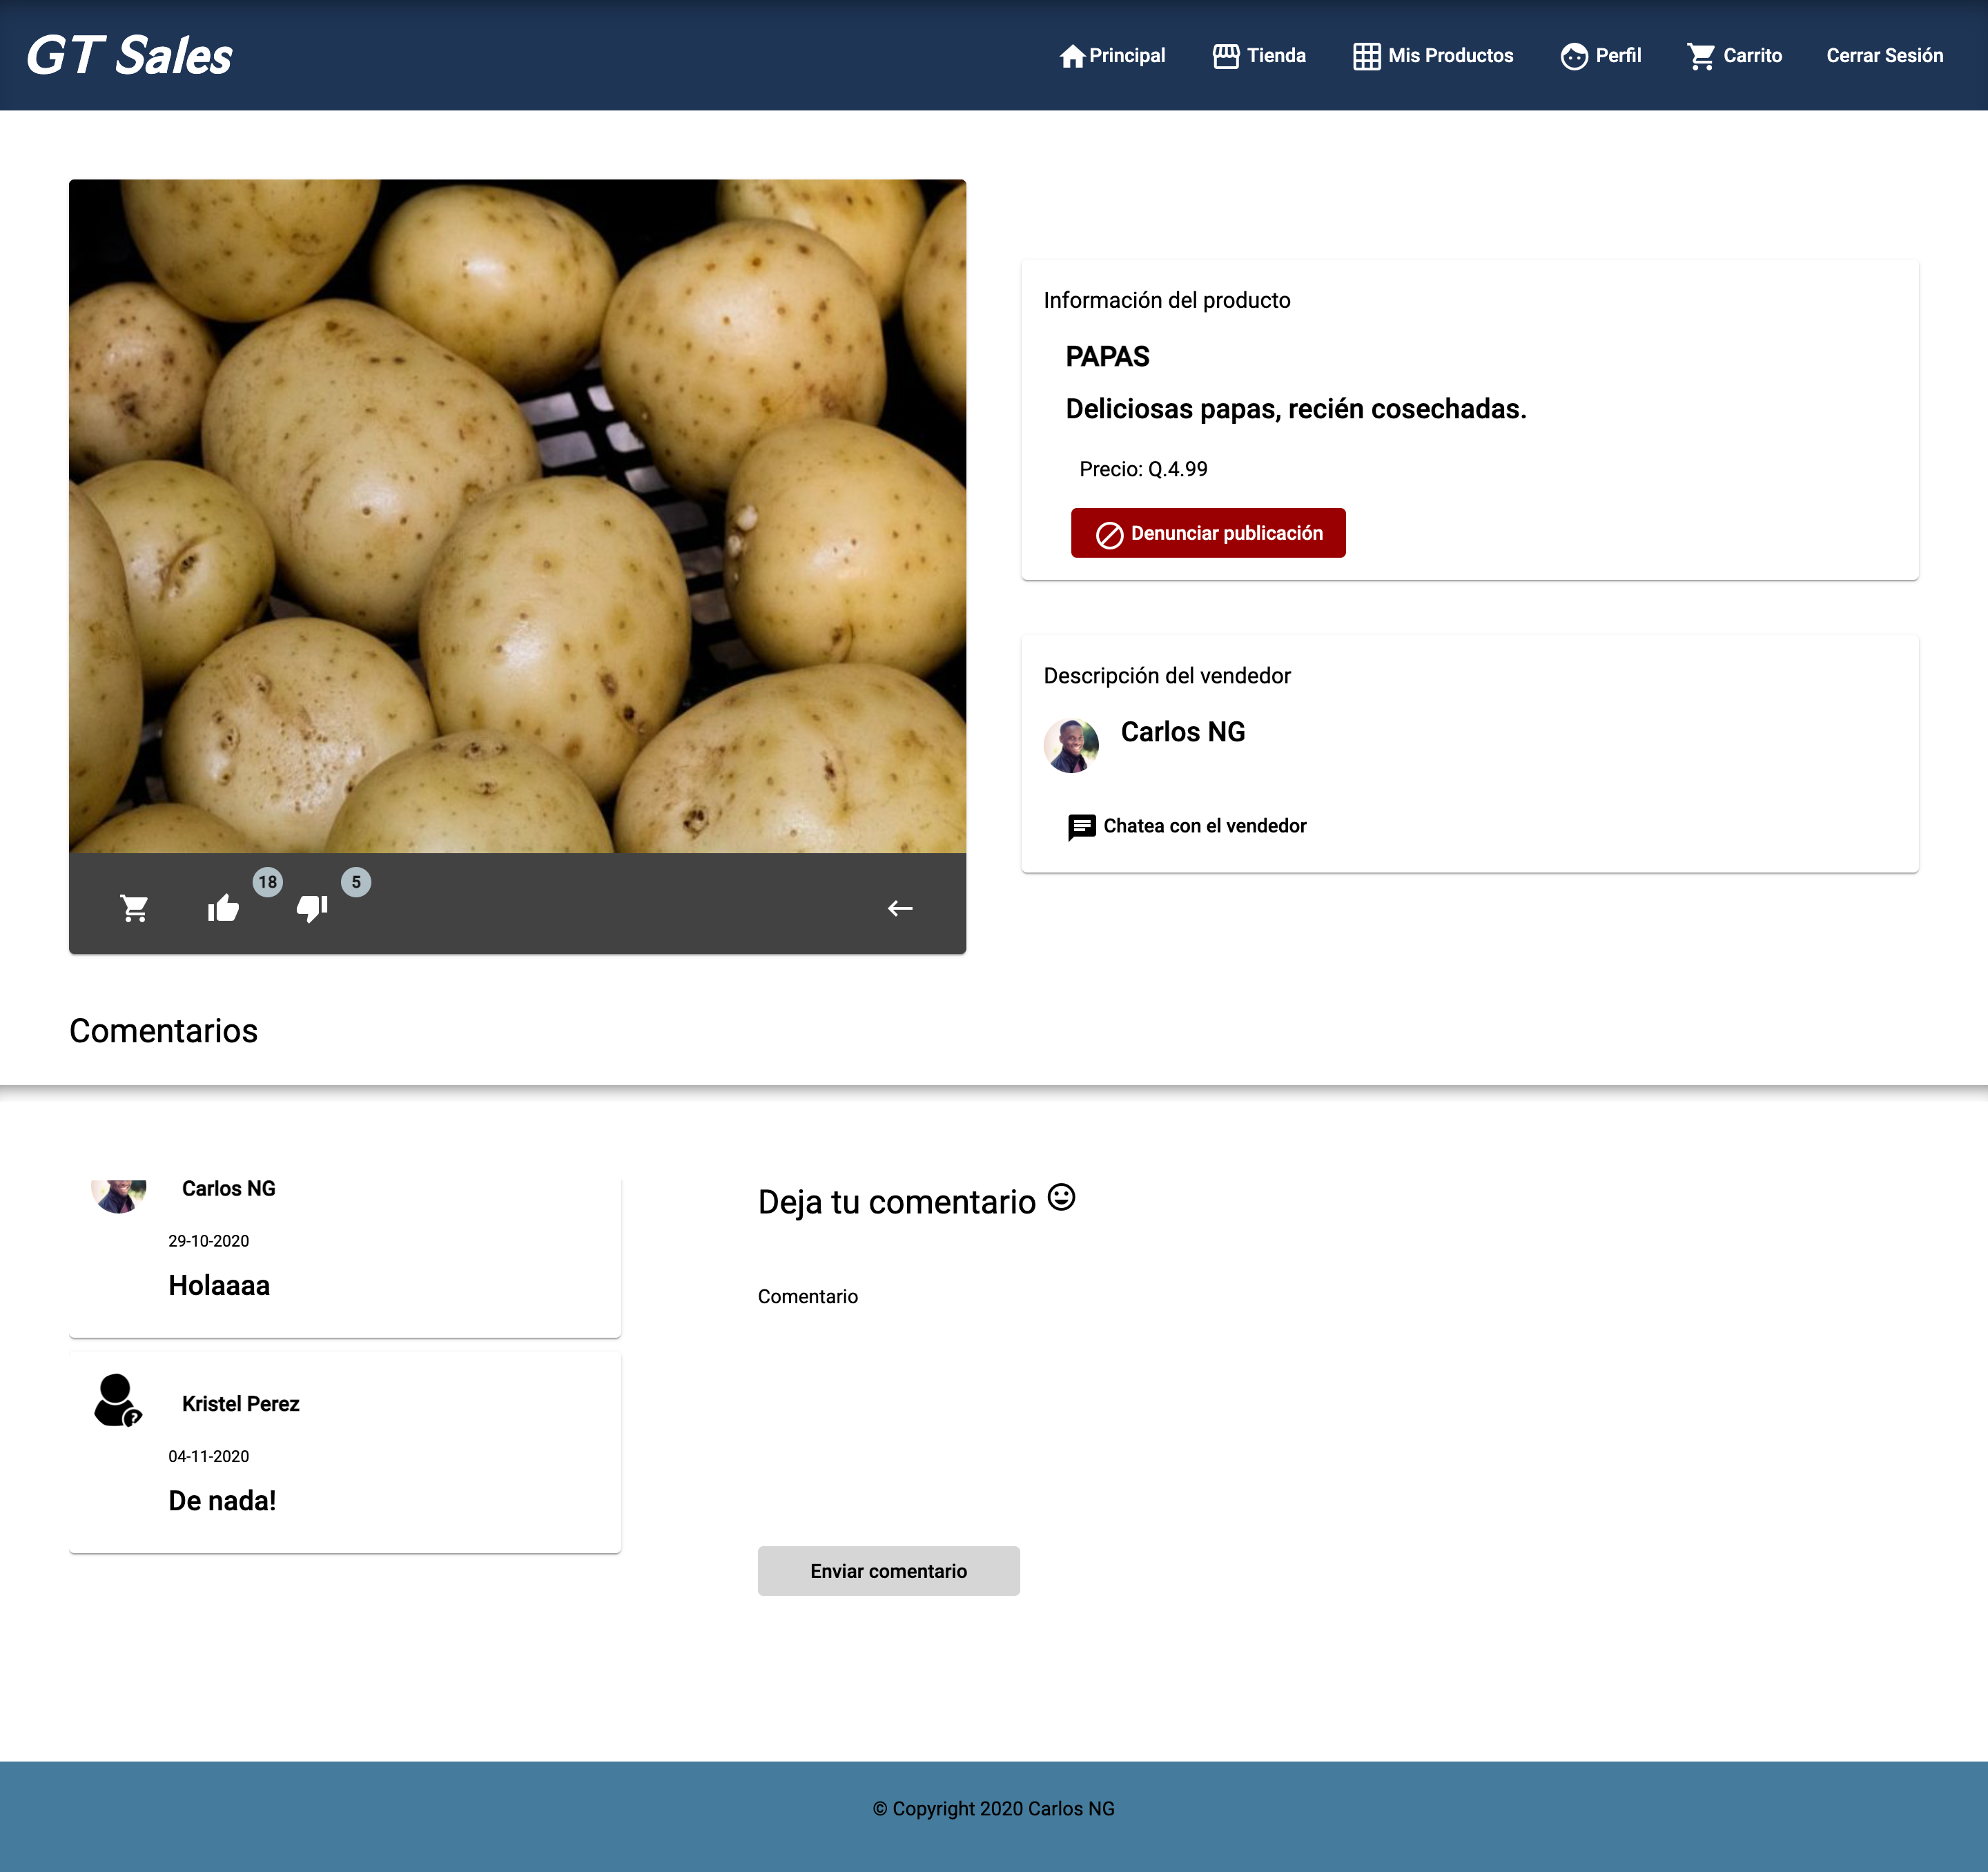 GT Sales
Principal
Tienda
Mis Productos
Perfil
Carrito
Cerrar Sesión
Información del producto
PAPAS
Deliciosas papas, recién cosechadas.
Precio: Q.4.99
Denunciar publicación
Descripción del vendedor
Carlos NG
Chatea con el vendedor
18
5
Comentarios
Carlos NG
29-10-2020
Holaaaa
Kristel Perez
04-11-2020
De nada!
Deja tu comentario
Comentario
Enviar comentario
© Copyright 2020 Carlos NG